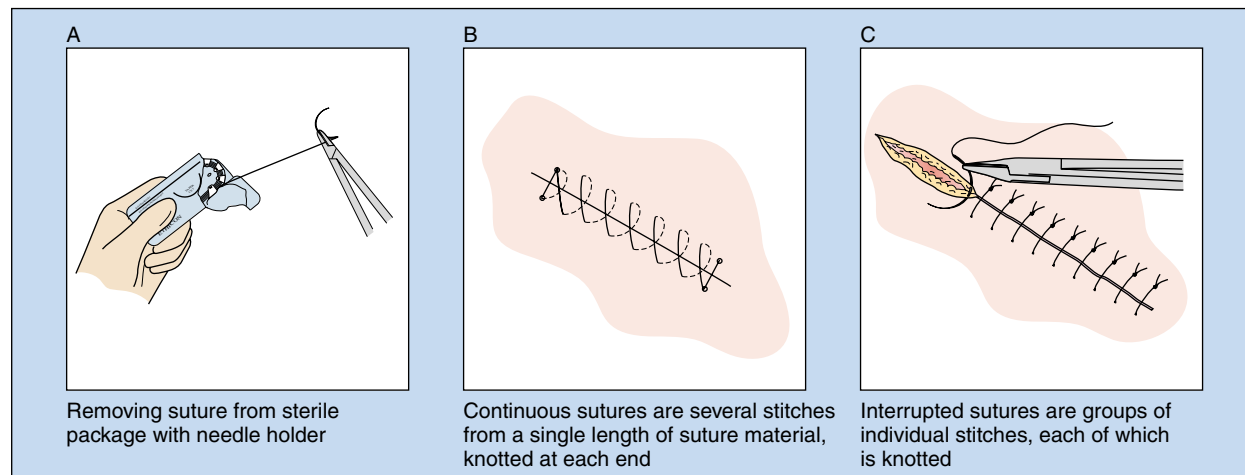 A
B
C
Removing suture from sterile
package with needle holder
Continuous sutures are several stitches
from a single length of suture material,
knotted at each end
Interrupted sutures are groups of
individual stitches, each of which
is knotted